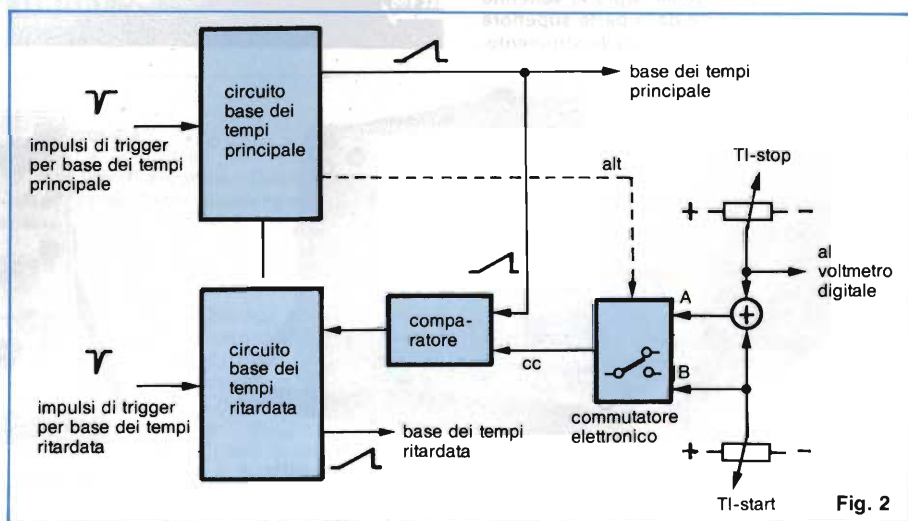 circuito
base dei
tempi
principale
impulsi di trigger
per base dei tempi
principale
base dei tempi
principale
alt
TI-stop
+
-
al
voltmetro
digitale
circuito
base dei
tempi
ritardata
compa-
ratore
cc
A
B
+
commutatore
elettronico
impulsi di trigger
per base dei tempi
ritardata
base dei tempi
ritardata
+
-
TI-start
Fig. 2